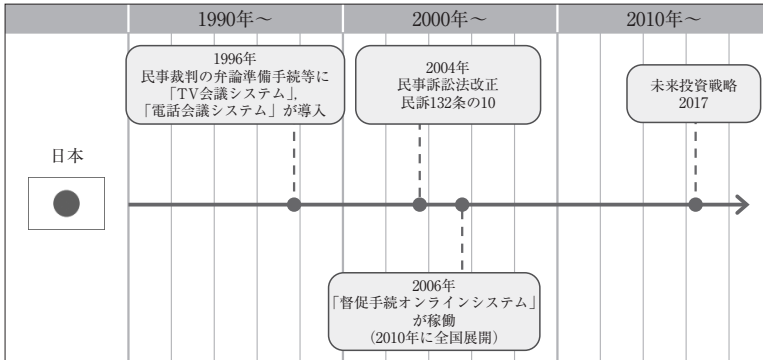 1990年～
2000年～
2010年～
1996年
民事裁判の弁論準備手続等に
「TV会議システム」，
「電話会議システム」が導入
2004年
民事訴訟法改正
民訴132条の10
未来投資戦略
2017
日本
2006年
「督促手続オンラインシステム」
が稼働
（2010年に全国展開）